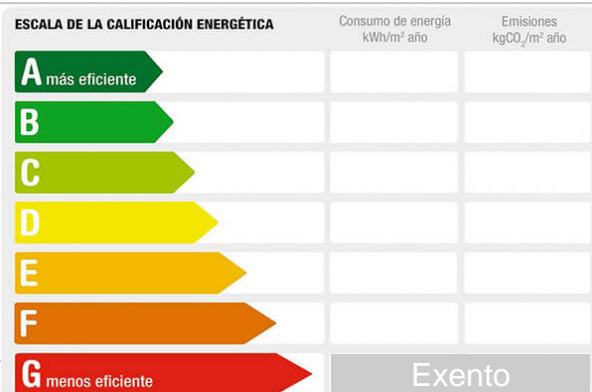 ESCALA DE LA CALIFICACIÓN ENERGÉTICA
Consumo de energía
kWh/m² año
Emisiones
kgCO₂/m² año
A más eficiente
B
C
D
E
F
G menos eficiente
Exento